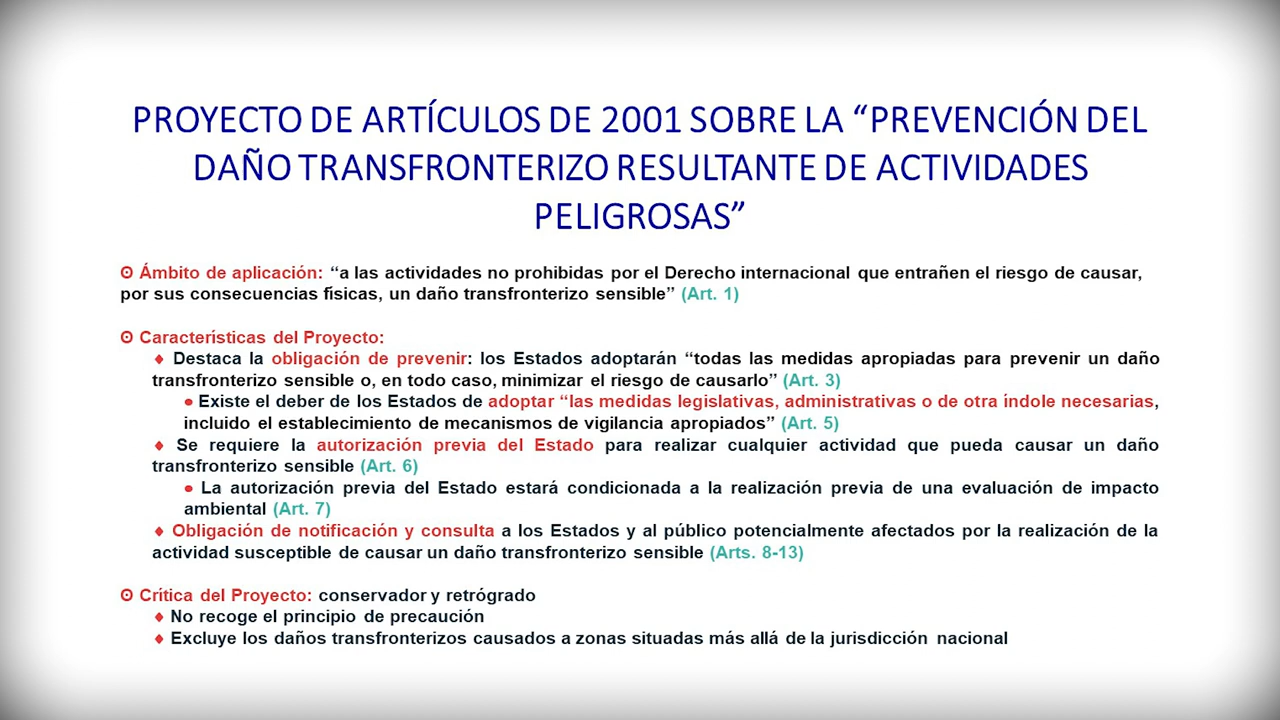 PROYECTO DE ARTÍCULOS DE 2001 SOBRE LA “PREVENCIÓN DEL
DAÑO TRANSFRONTERIZO RESULTANTE DE ACTIVIDADES
PELIGROSAS”
⊙ Ámbito de aplicación: “a las actividades no prohibidas por el Derecho internacional que entrañen el riesgo de causar,
por sus consecuencias físicas, un daño transfronterizo sensible” (Art. 1)
⊙ Características del Proyecto:
♦ Destaca la obligación de prevenir: los Estados adoptarán “todas las medidas apropiadas para prevenir un daño
transfronterizo sensible o, en todo caso, minimizar el riesgo de causarlo” (Art. 3)
● Existe el deber de los Estados de adoptar “las medidas legislativas, administrativas o de otra índole necesarias,
incluido el establecimiento de mecanismos de vigilancia apropiados” (Art. 5)
♦ Se requiere la autorización previa del Estado para realizar cualquier actividad que pueda causar un daño
transfronterizo sensible (Art. 6)
● La autorización previa del Estado estará condicionada a la realización previa de una evaluación de impacto
ambiental (Art. 7)
♦ Obligación de notificación y consulta a los Estados y al público potencialmente afectados por la realización de la
actividad susceptible de causar un daño transfronterizo sensible (Arts. 8-13)
⊙ Crítica del Proyecto: conservador y retrógrado
♦ No recoge el principio de precaución
♦ Excluye los daños transfronterizos causados a zonas situadas más allá de la jurisdicción nacional